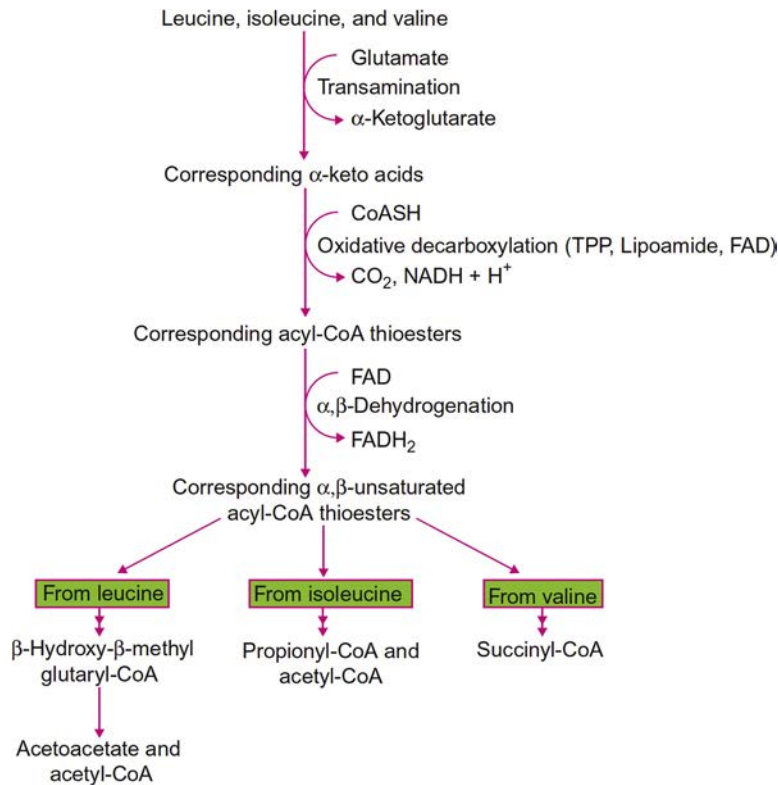 Leucine, isoleucine, and valine
Glutamate
Transamination
α-Ketoglutarate
Corresponding α-keto acids
CoASH
Oxidative decarboxylation (TPP, Lipoamide, FAD)
CO₂, NADH + H⁺
Corresponding acyl-CoA thioesters
FAD
α,β-Dehydrogenation
FADH₂
Corresponding α,β-unsaturated
acyl-CoA thioesters
From leucine
From isoleucine
From valine
β-Hydroxy-β-methyl
glutaryl-CoA
Propionyl-CoA and
acetyl-CoA
Succinyl-CoA
Acetoacetate and
acetyl-CoA